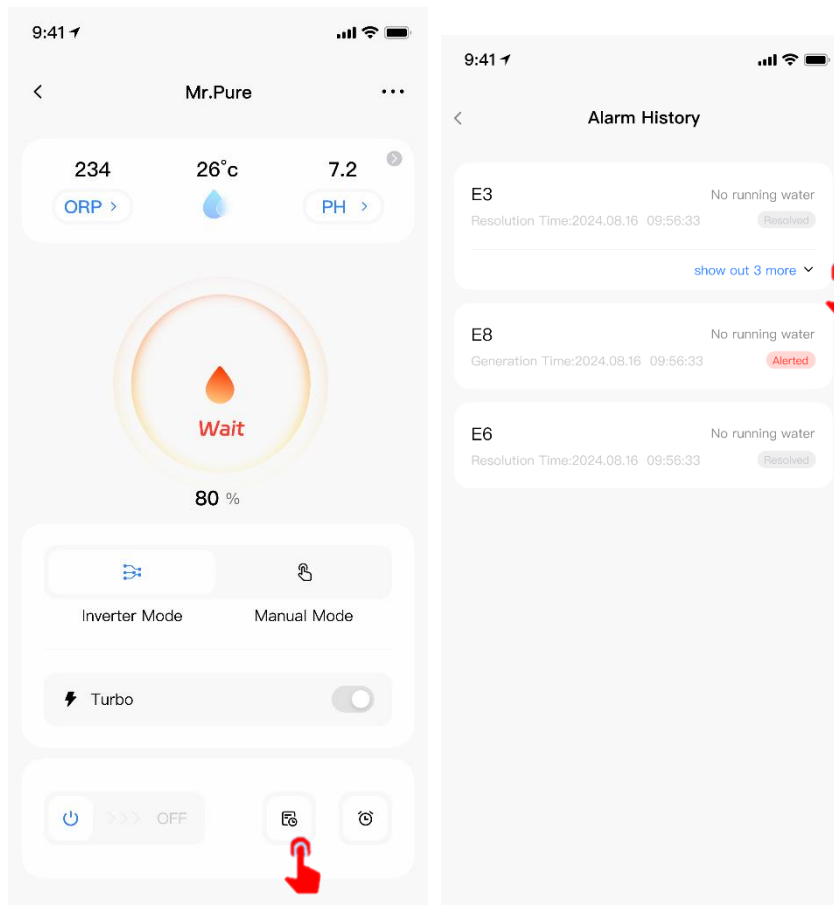 9:41
Mr.Pure
234 26°c 7.2
ORP > PH >
Wait
80 %
Inverter Mode Manual Mode
Turbo
>>> OFF
9:41
Alarm History
E3 No running water
Resolution Time:2024.08.16 09:56:33 Resolved
show out 3 more
E8 No running water
Generation Time:2024.08.16 09:56:33 Alerted
E6 No running water
Resolution Time:2024.08.16 09:56:33 Resolved